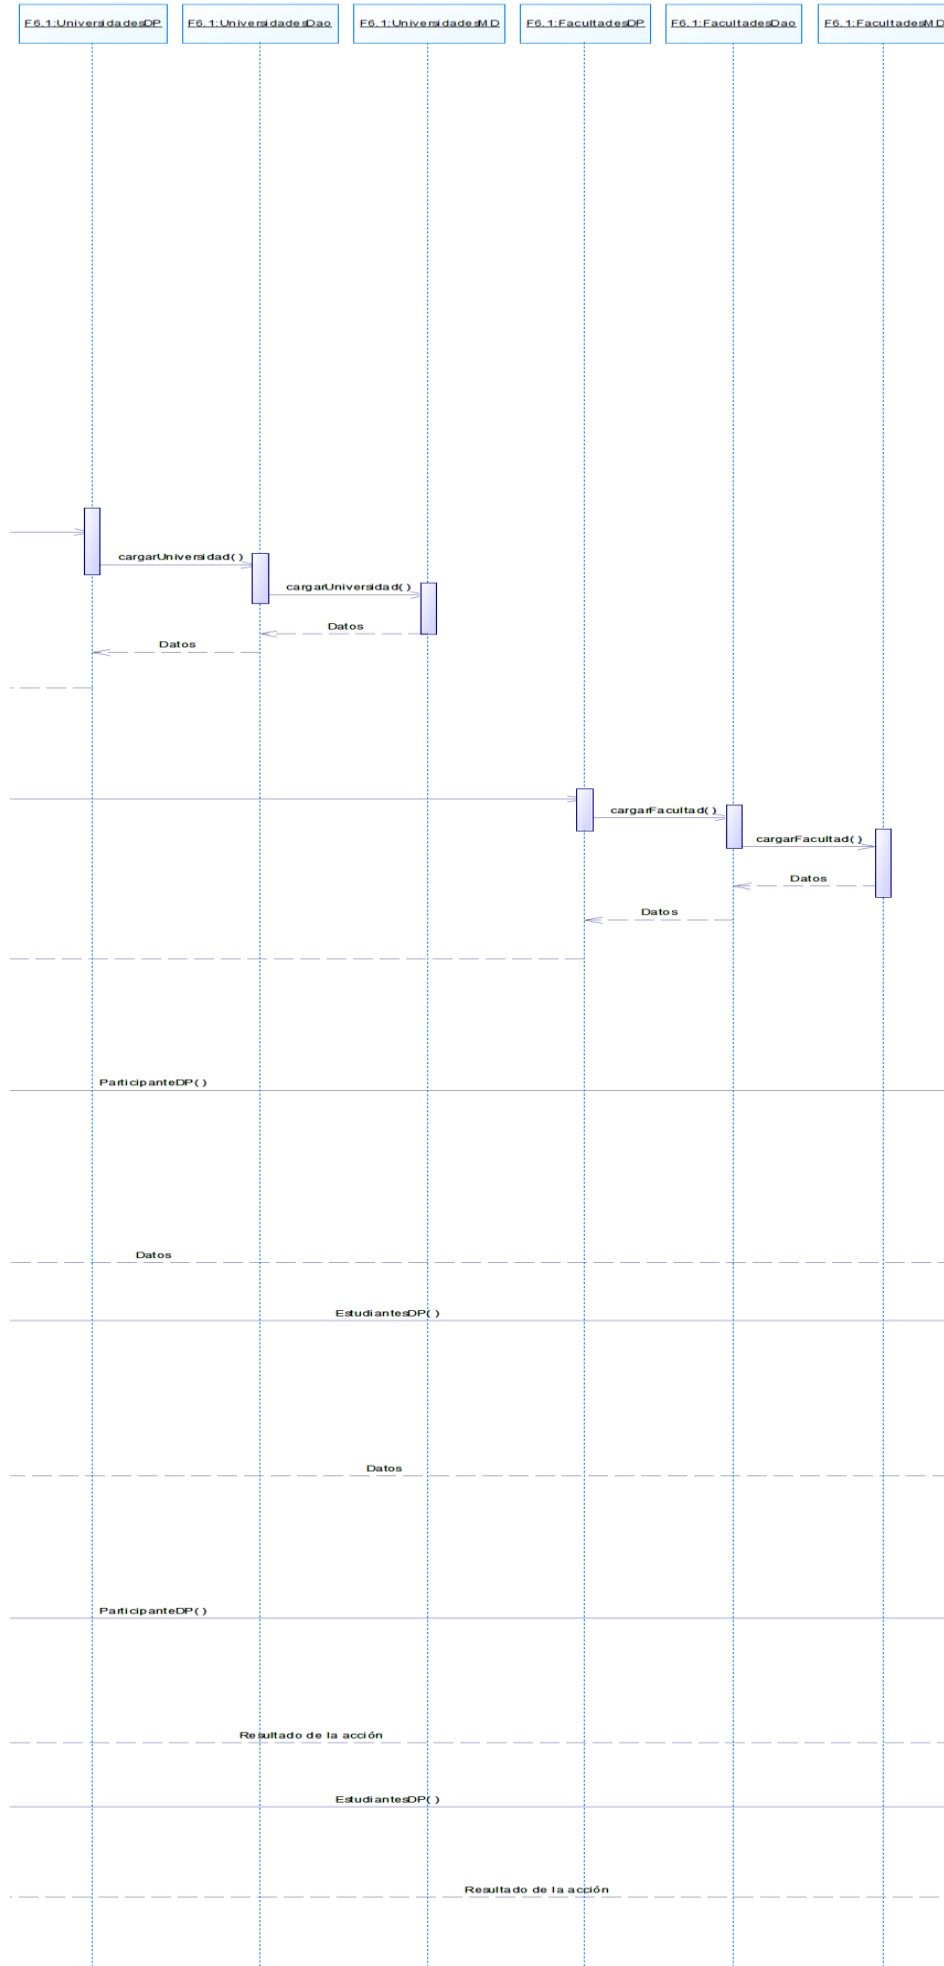 F6.1:UniversidadesDP
F6.1:UniversidadesDao
F6.1:UniversidadesMD
F6.1:FacultadesDP
F6.1:FacultadesDao
F6.1:FacultadesMD
cargarUniversidad()
cargarUniversidad()
Datos
Datos
cargarFacultad()
cargarFacultad()
Datos
Datos
ParticipanteDP()
Datos
EstudiantesDP()
Datos
ParticipanteDP()
Resultado de la acción
EstudiantesDP()
Resultado de la acción